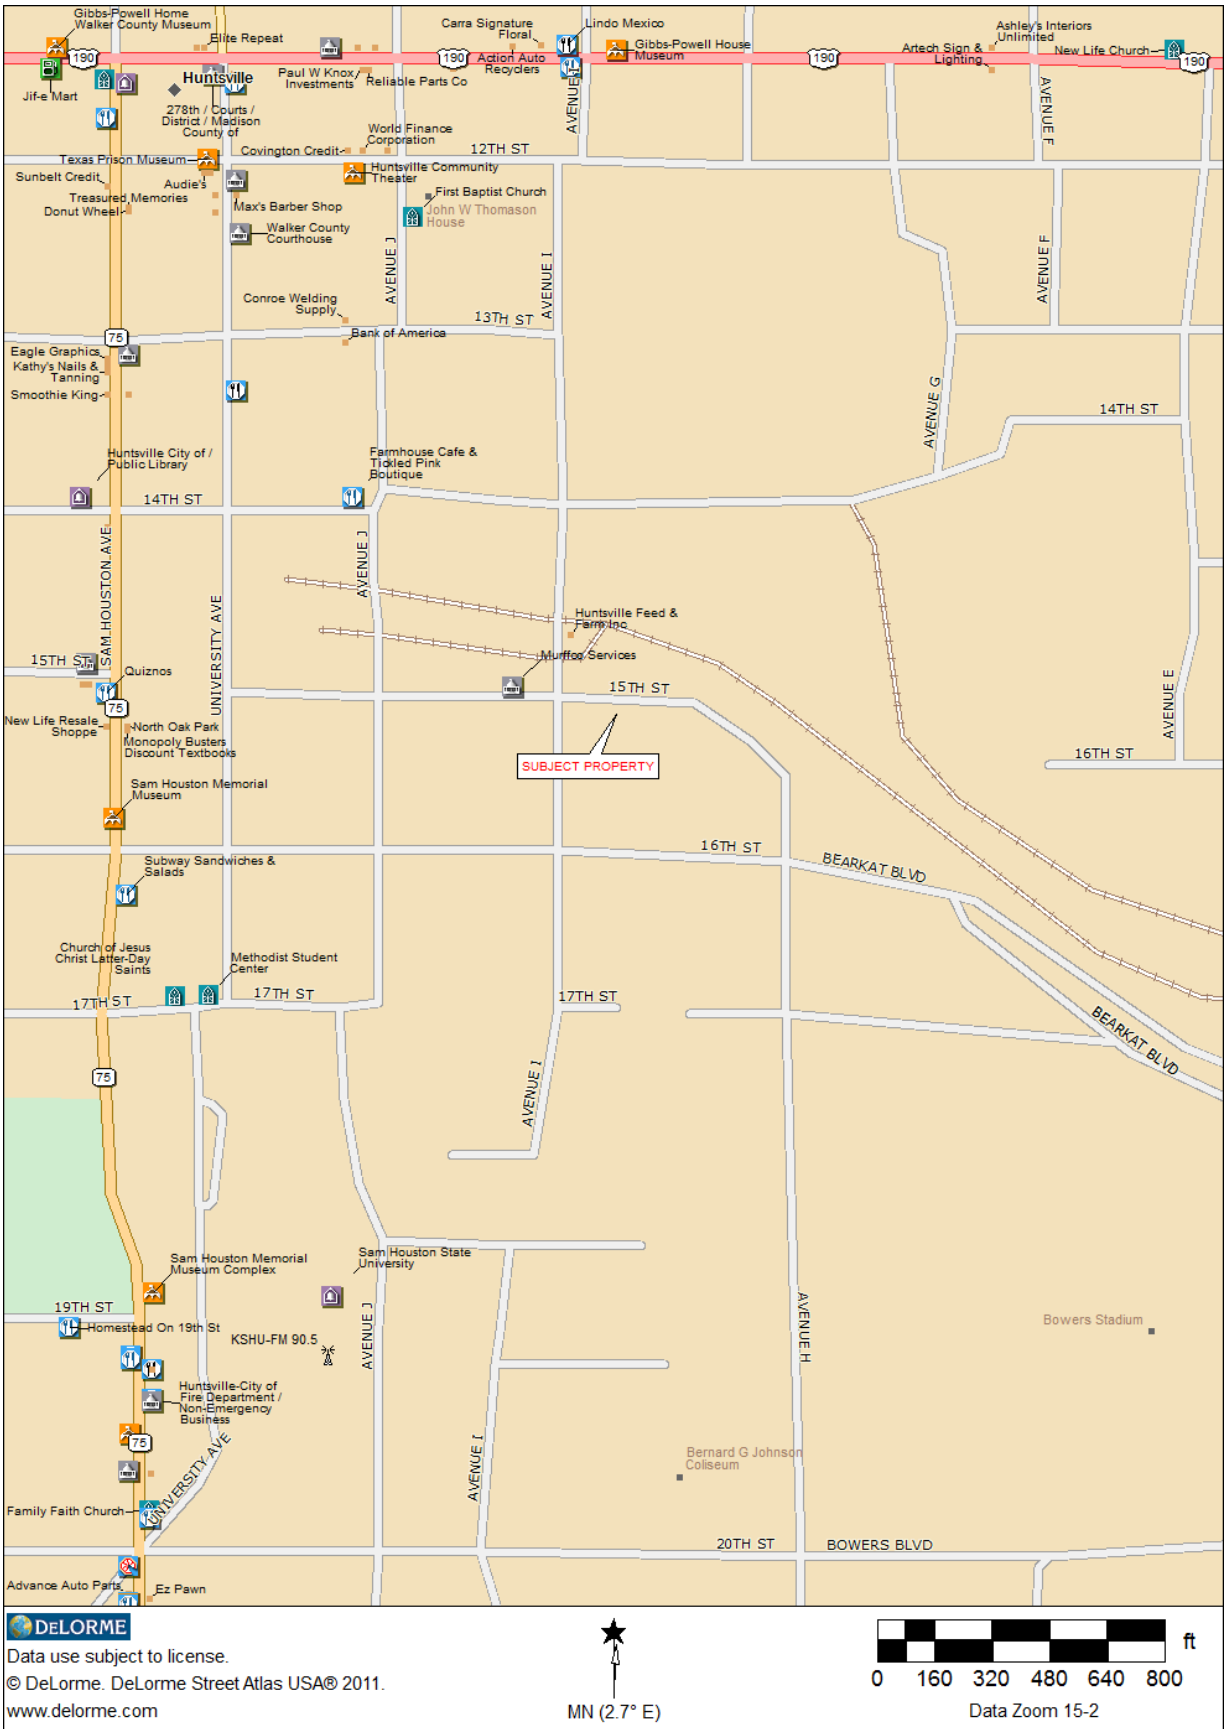 Gibbs-Powell Home
Walker County Museum
Elite Repeat
Carra Signature
Floral
Lindo Mexico
Ashley's Interiors
Unlimited
190
190
Action Auto
Recyclers
Gibbs-Powell House
Museum
190
Artech Sign &
Lighting
New Life Church
190
Jif-e Mart
Huntsville
Paul W Knox
Investments
Reliable Parts Co
AVENUE I
AVENUE F
278th / Courts /
District / Madison
County of
World Finance
Corporation
Covington Credit
12TH ST
Texas Prison Museum
Huntsville Community
Theater
Sunbelt Credit
Audie's
Treasured Memories
Donut Wheel
Max's Barber Shop
First Baptist Church
John W Thomason
House
Walker County
Courthouse
AVENUE J
AVENUE I
AVENUE F
Conroe Welding
Supply
13TH ST
75
Bank of America
Eagle Graphics
Kathy's Nails &
Tanning
Smoothie King
AVENUE G
14TH ST
Huntsville City of /
Public Library
Farmhouse Cafe &
Tickled Pink
Boutique
14TH ST
SAM HOUSTON AVE
AVENUE J
UNIVERSITY AVE
Huntsville Feed &
Farm Inc
Murffco Services
15TH ST
Quiznos
15TH ST
AVENUE E
75
New Life Resale
Shoppe
North Oak Park
Monopoly Busters
Discount Textbooks
SUBJECT PROPERTY
16TH ST
Sam Houston Memorial
Museum
16TH ST
BEARKAT BLVD
Subway Sandwiches &
Salads
Church of Jesus
Christ Latter-Day
Saints
Methodist Student
Center
17TH ST
17TH ST
17TH ST
BEARKAT BLVD
75
AVENUE I
Sam Houston Memorial
Museum Complex
Sam Houston State
University
19TH ST
Homestead On 19th St
KSHU-FM 90.5
AVENUE J
AVENUE H
Bowers Stadium
Huntsville-City of
Fire Department /
Non-Emergency
Business
75
UNIVERSITY AVE
AVENUE I
Bernard G Johnson
Coliseum
Family Faith Church
20TH ST
BOWERS BLVD
Advance Auto Parts
Ez Pawn
DELORME
Data use subject to license.
© DeLorme. DeLorme Street Atlas USA® 2011.
www.delorme.com
MN (2.7° E)
ft
0 160 320 480 640 800
Data Zoom 15-2